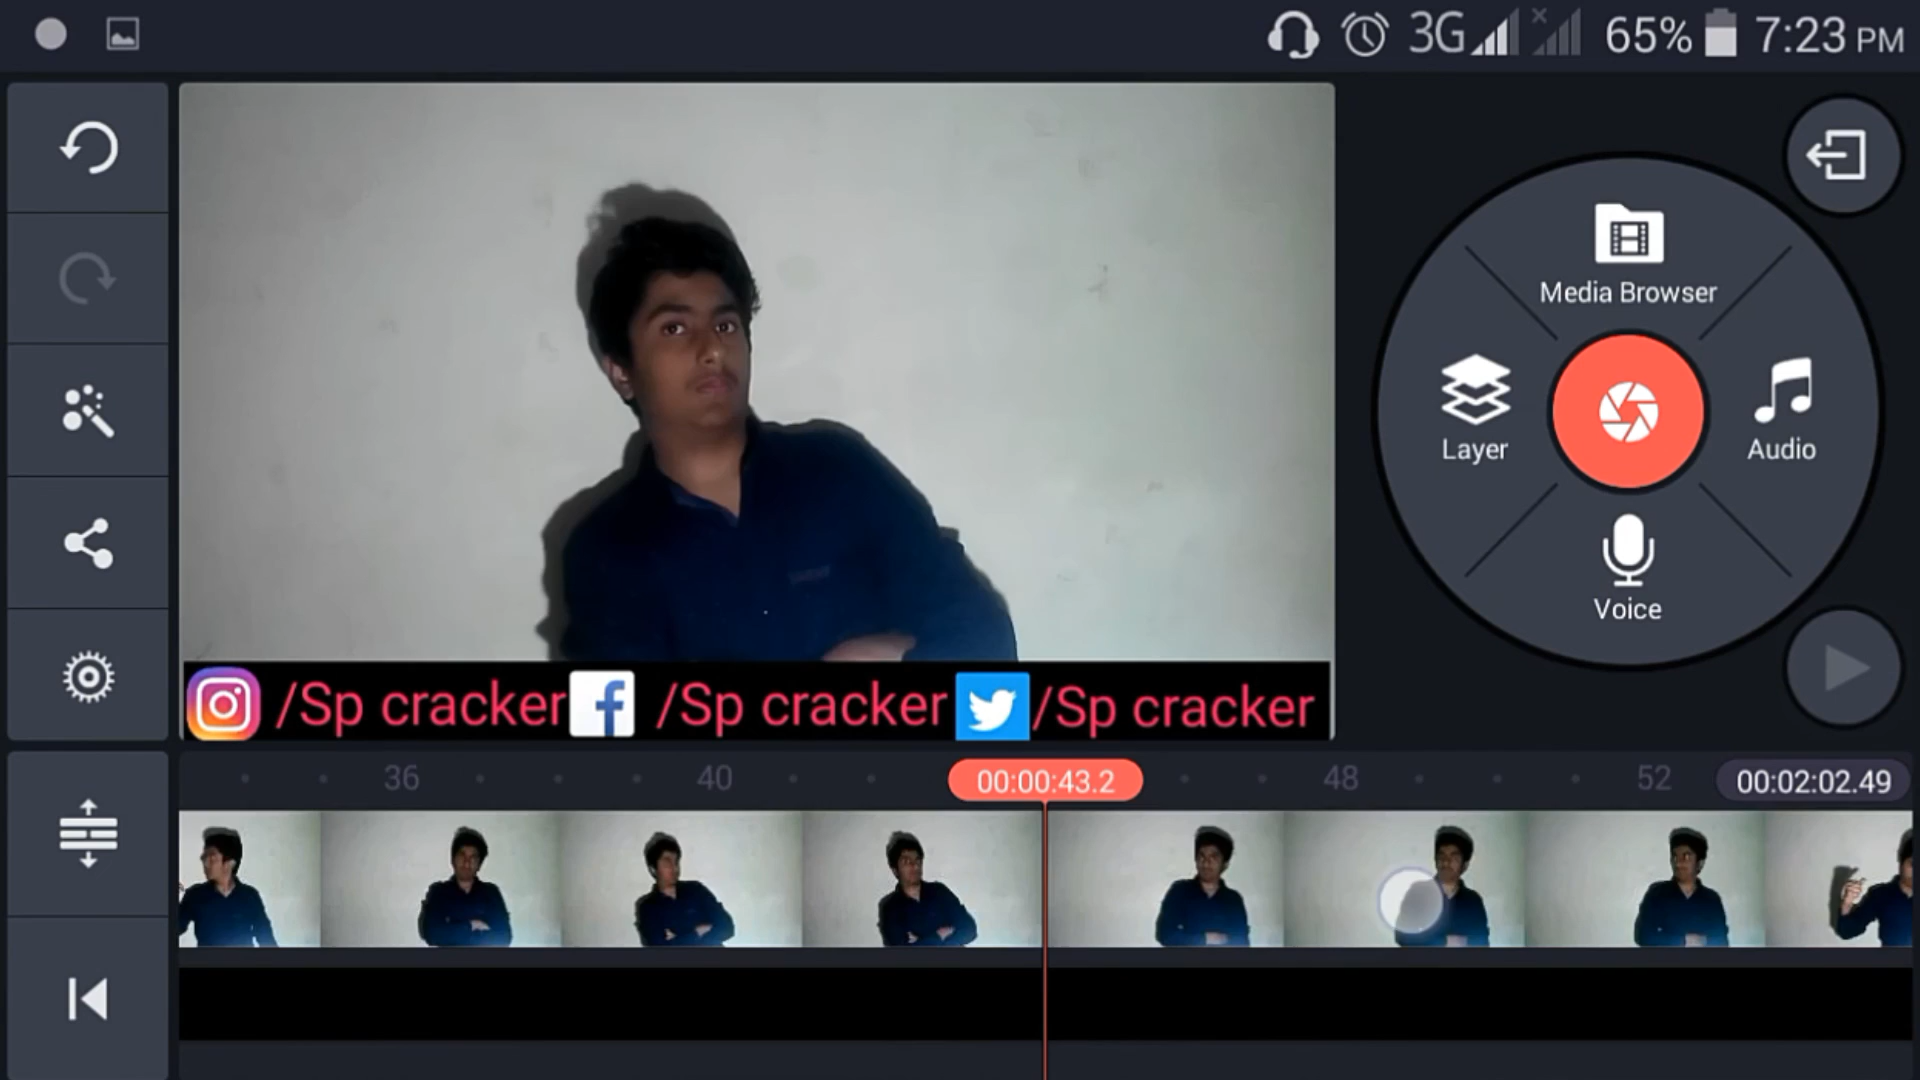 3G 65% 7:23 PM
Media Browser
Layer
Audio
Voice
/Sp cracker /Sp cracker /Sp cracker
36 40 00:00:43.2 48 52 00:02:02.49